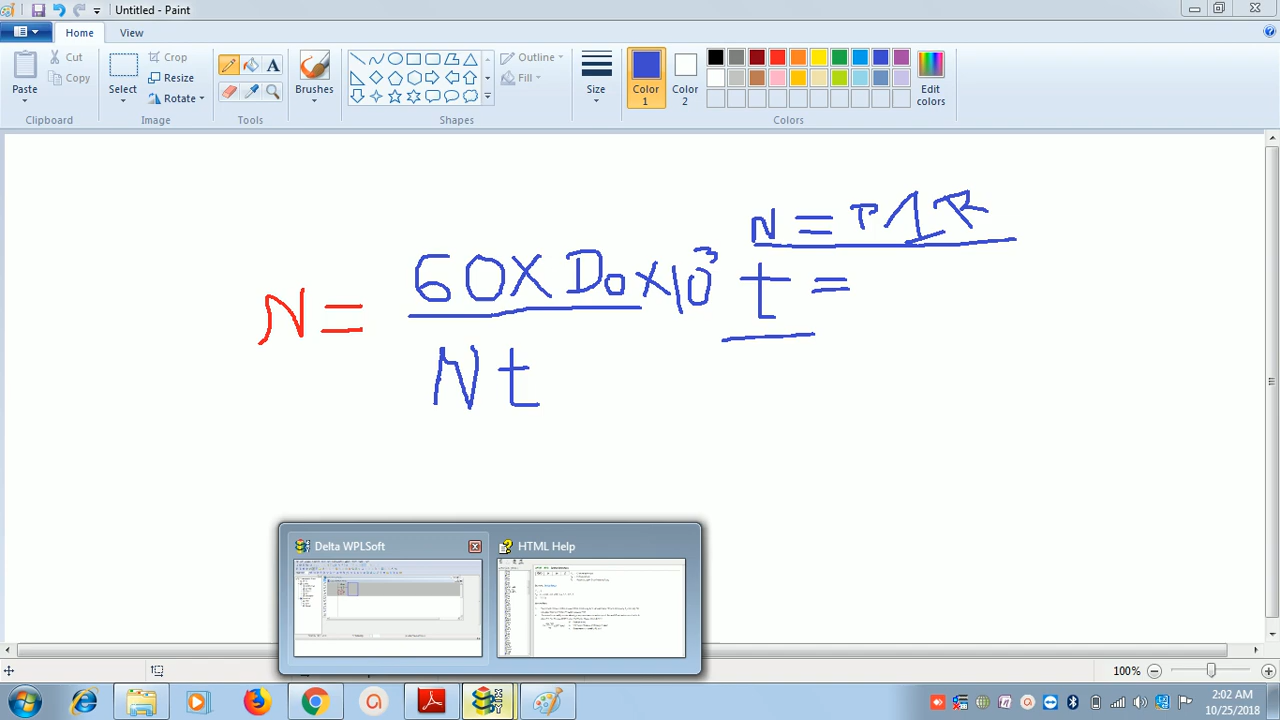 Untitled - Paint
Home View
Paste
Cut
Copy
Clipboard
Select
Crop
Resize
Rotate
Image
Tools
Brushes
Shapes
Outline
Fill
Size
Color 1
Color 2
Colors
Edit colors
N =
60 X D0 X 10³
N t
N =
t =
Delta WPLSoft
HTML Help
100%
2:02 AM
10/25/2018